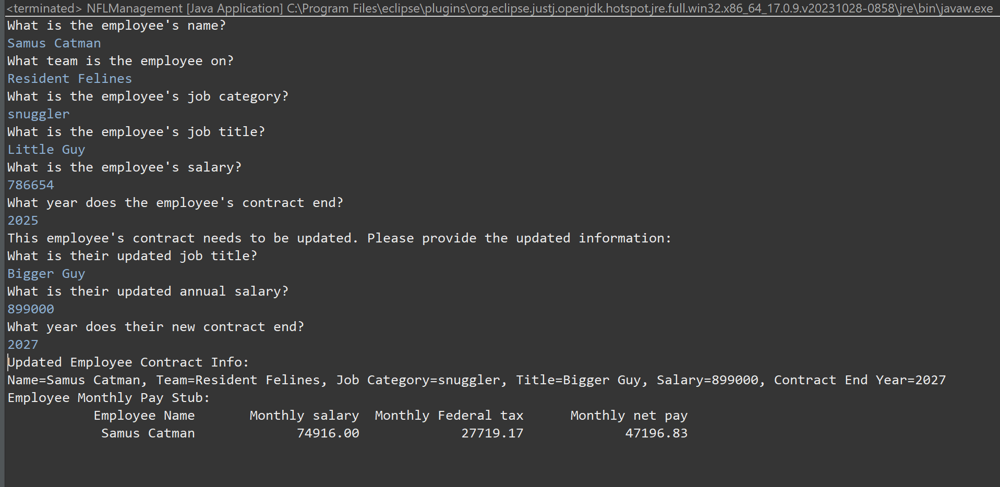 <terminated> NFLManagement [Java Application] C:\Program Files\eclipse\plugins\org.eclipse.justj.openjdk.hotspot.jre.full.win32.x86_64_17.0.9.v20231028-0858\jre\bin\javaw.exe
What is the employee's name?
Samus Catman
What team is the employee on?
Resident Felines
What is the employee's job category?
snuggler
What is the employee's job title?
Little Guy
What is the employee's salary?
786654
What year does the employee's contract end?
2025
This employee's contract needs to be updated. Please provide the updated information:
What is their updated job title?
Bigger Guy
What is their updated annual salary?
899000
What year does their new contract end?
2027
Updated Employee Contract Info:
Name=Samus Catman, Team=Resident Felines, Job Category=snuggler, Title=Bigger Guy, Salary=899000, Contract End Year=2027
Employee Monthly Pay Stub:
Employee Name Monthly salary Monthly Federal tax Monthly net pay
Samus Catman 74916.00 27719.17 47196.83